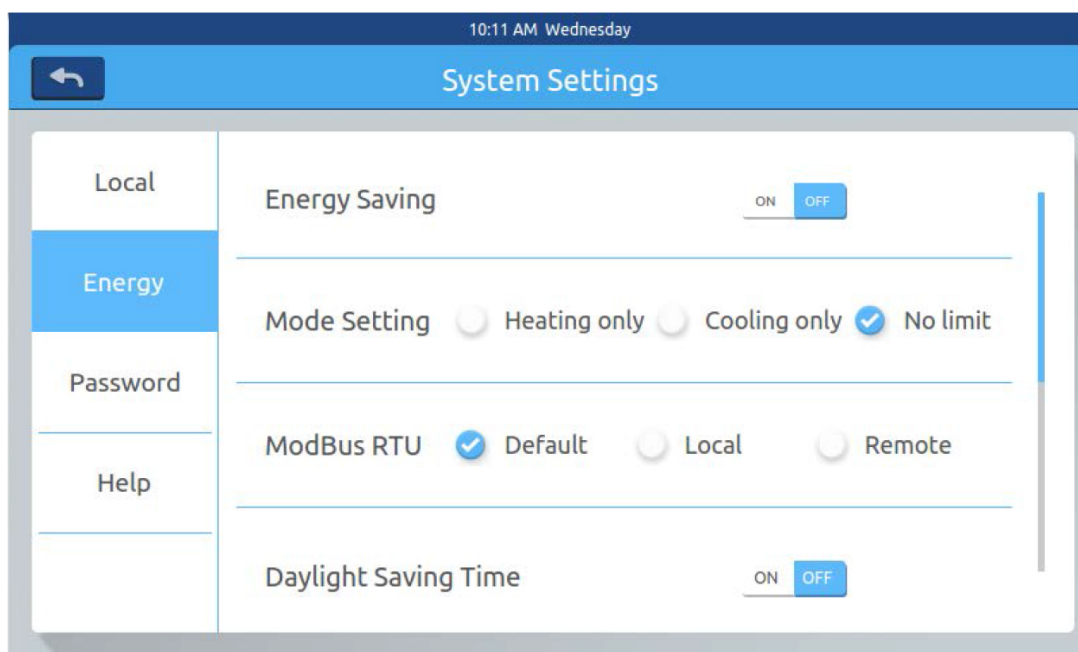 10:11 AM Wednesday
System Settings
Local
Energy
Password
Help
Energy Saving ON OFF
Mode Setting Heating only Cooling only No limit
ModBus RTU Default Local Remote
Daylight Saving Time ON OFF